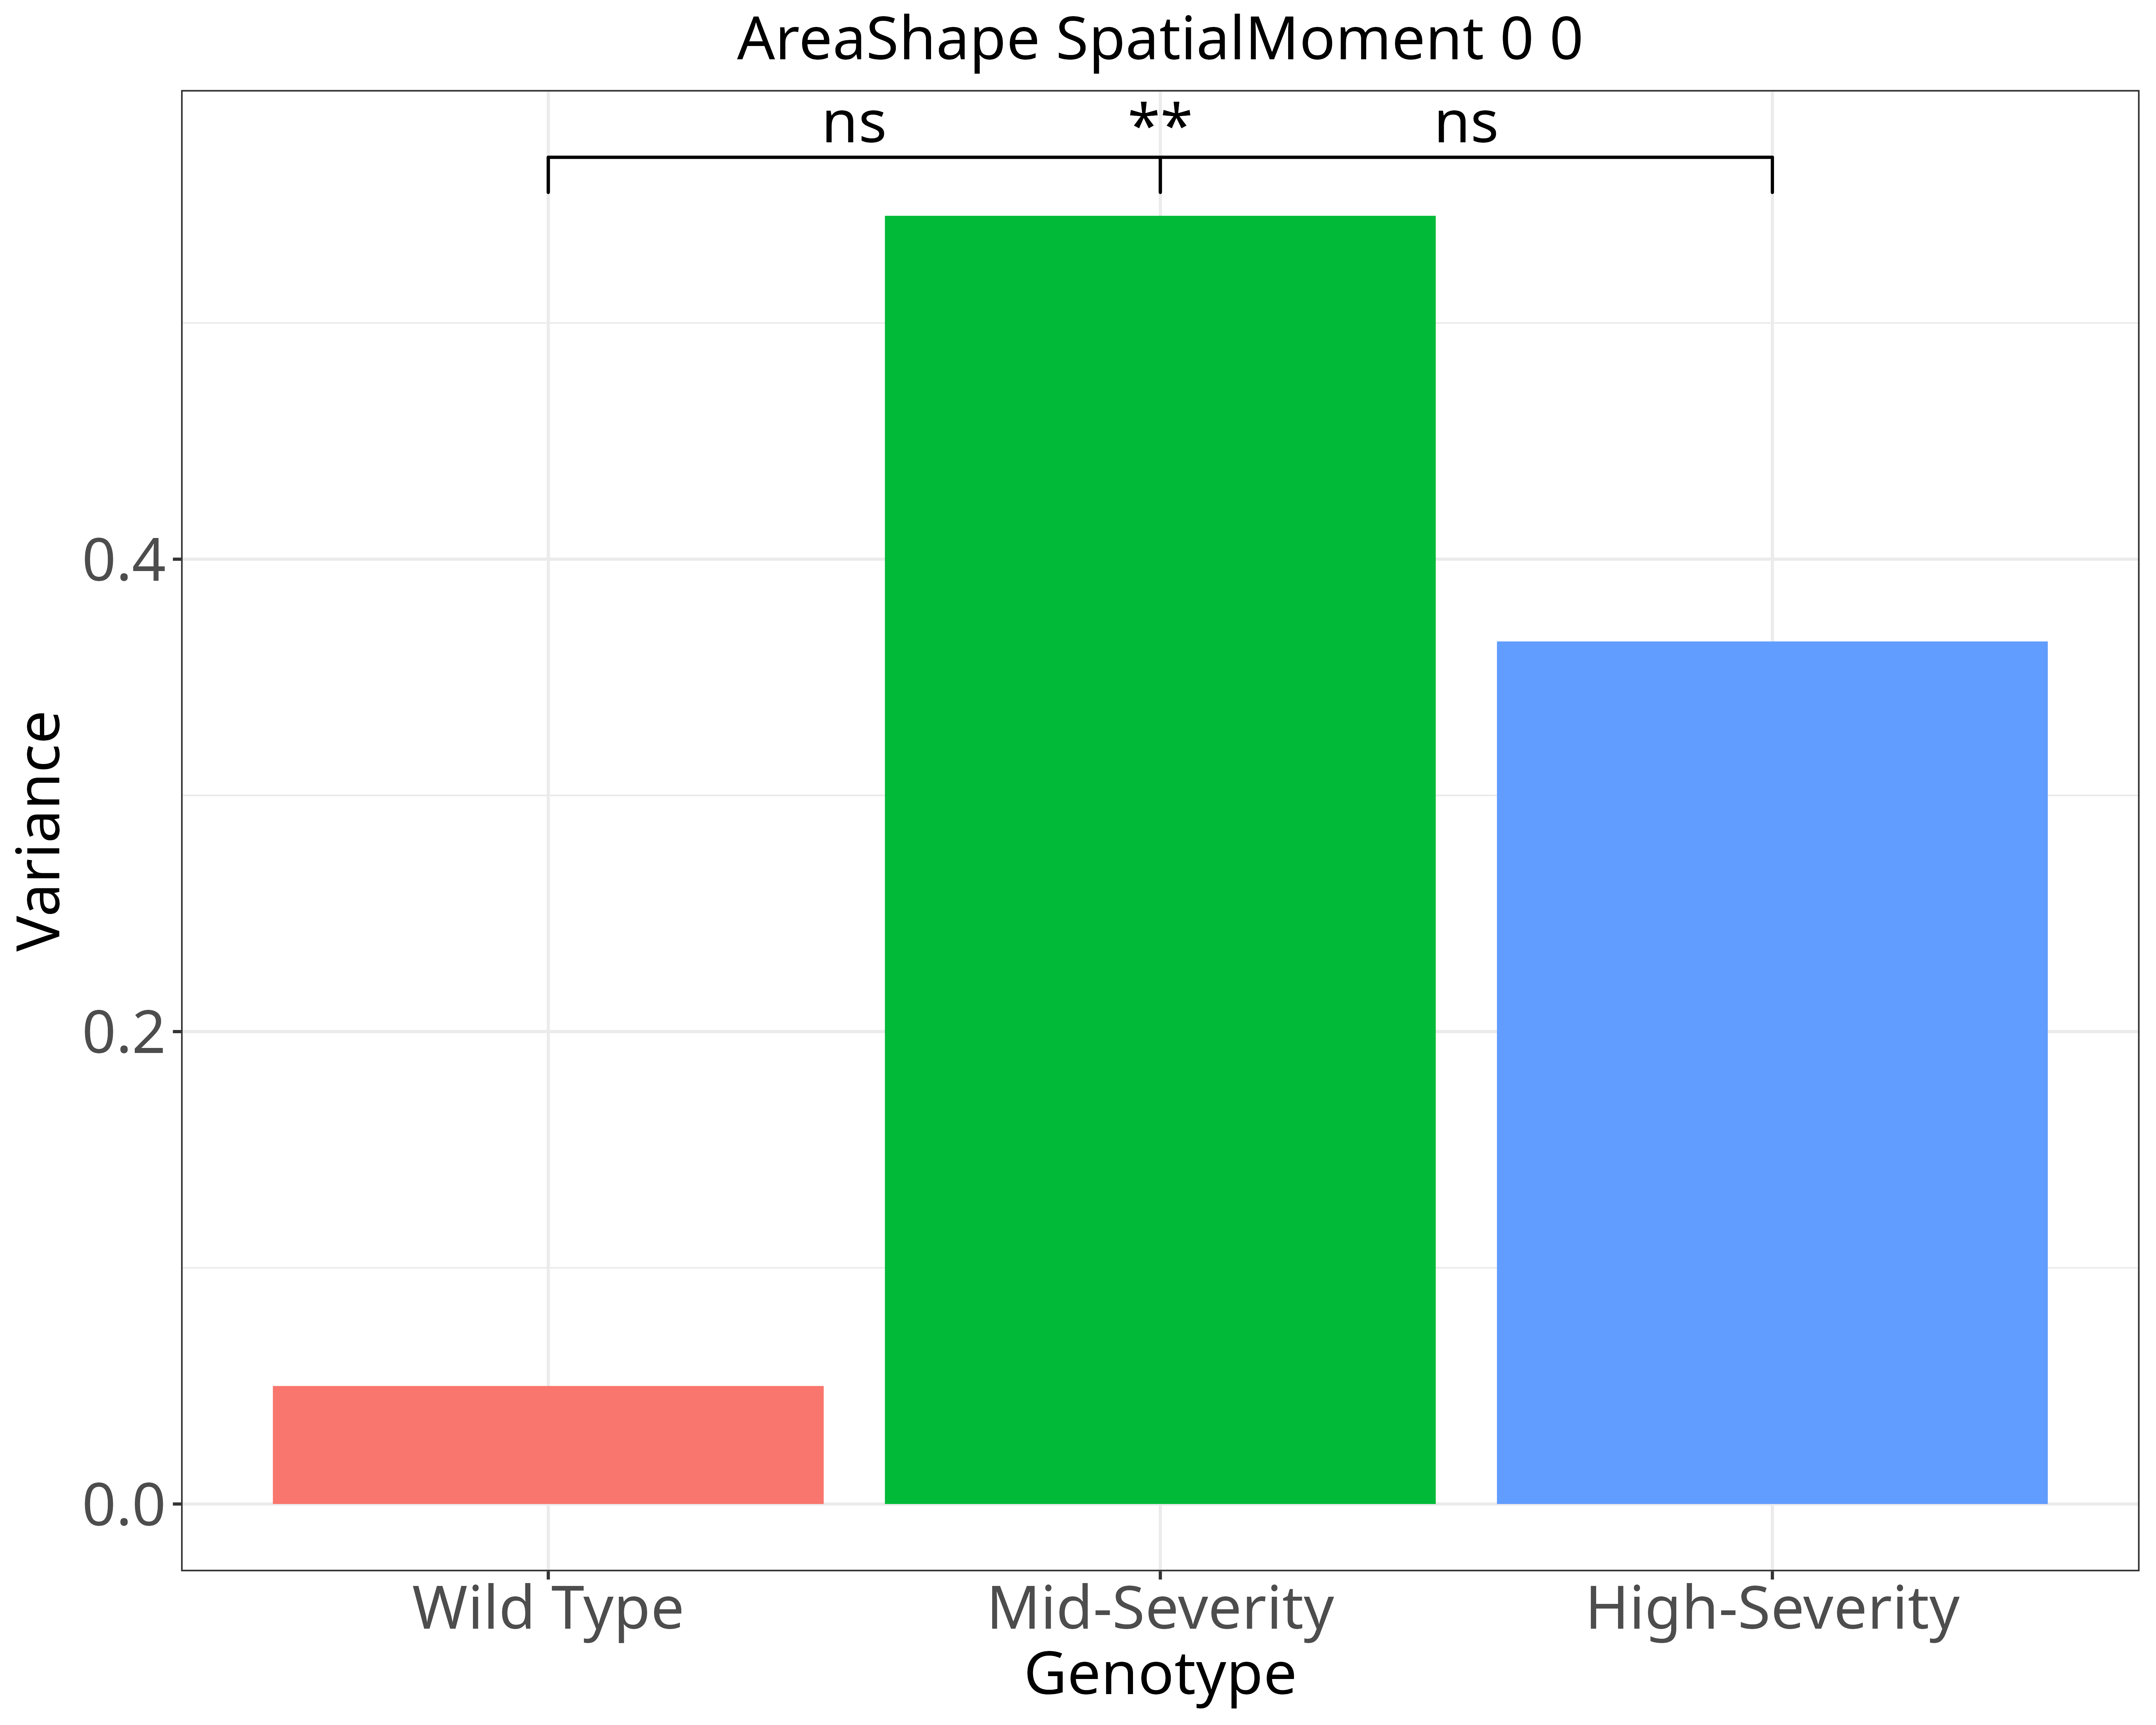 AreaShape SpatialMoment 0 0
ns ** ns
0.4
0.2
0.0
Variance
Wild Type Mid-Severity High-Severity
Genotype